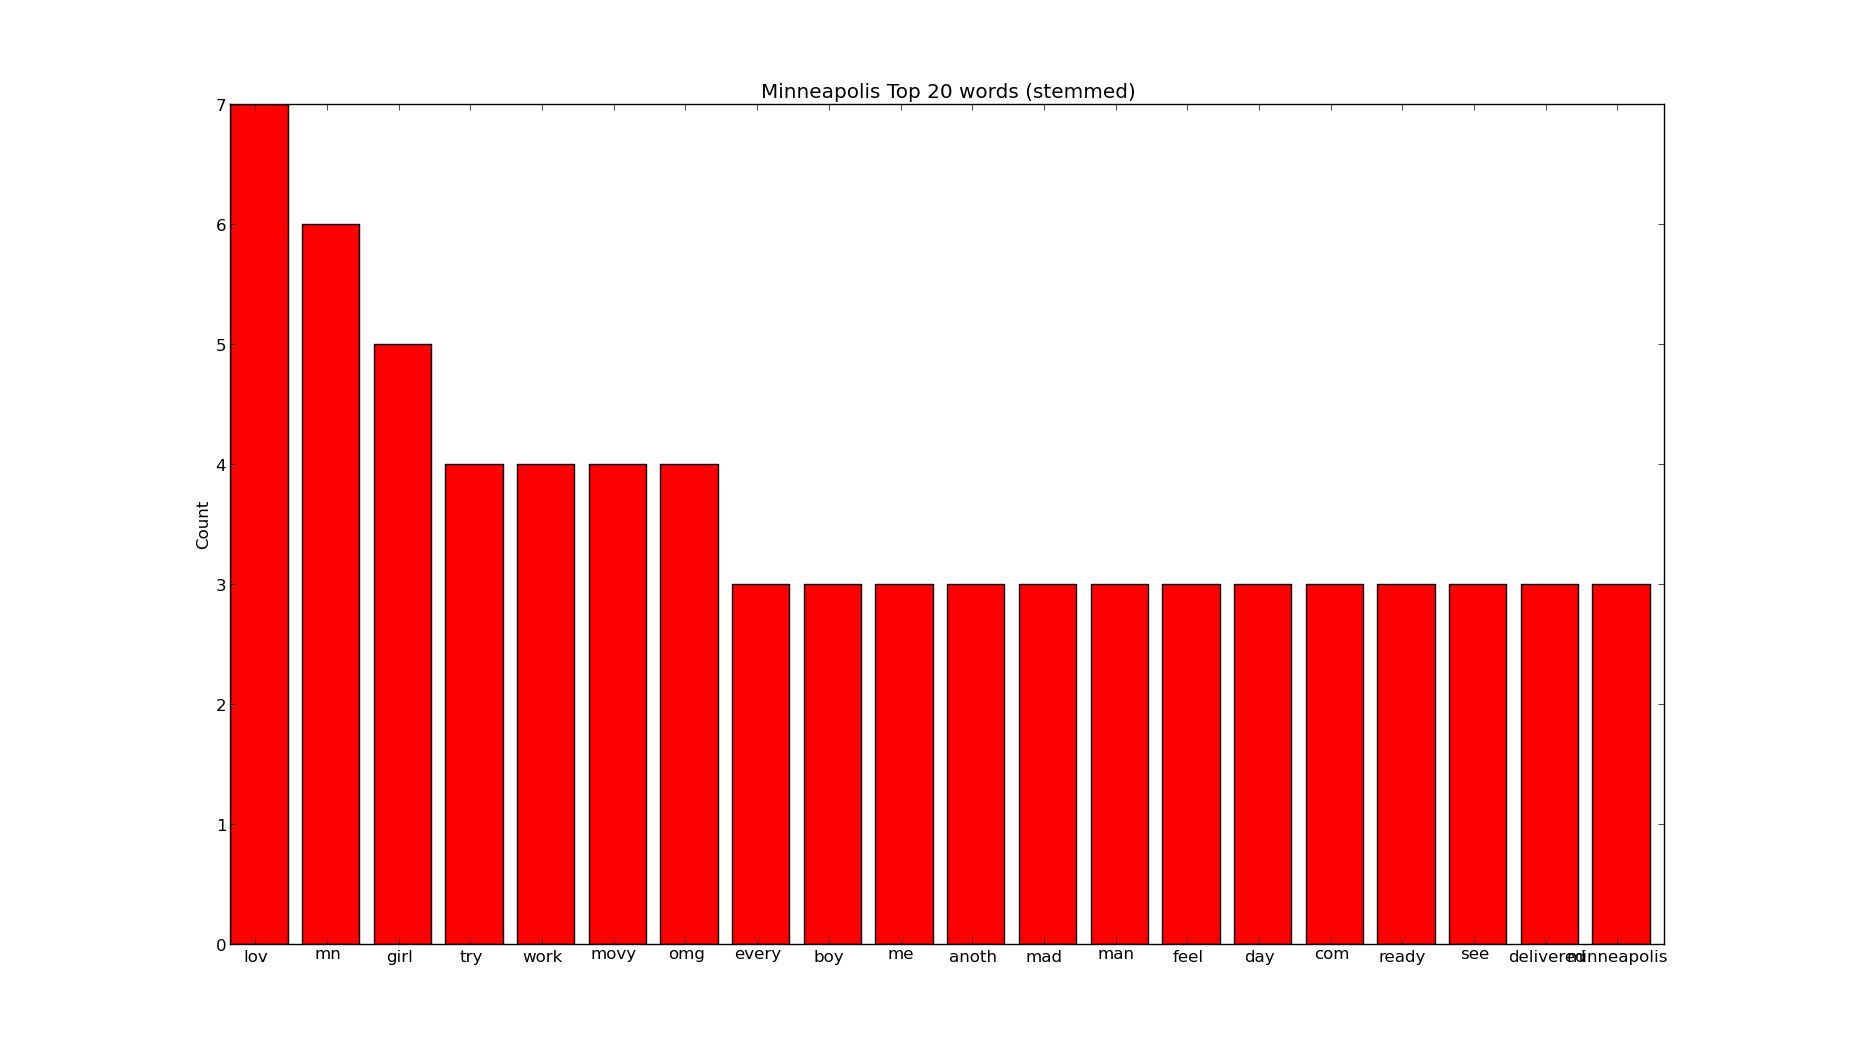 Minneapolis Top 20 words (stemmed)
7
6
5
4
3
2
1
0
Count
lov mn girl try work movy omg every boy me anoth mad man feel day com ready see delivered minneapolis